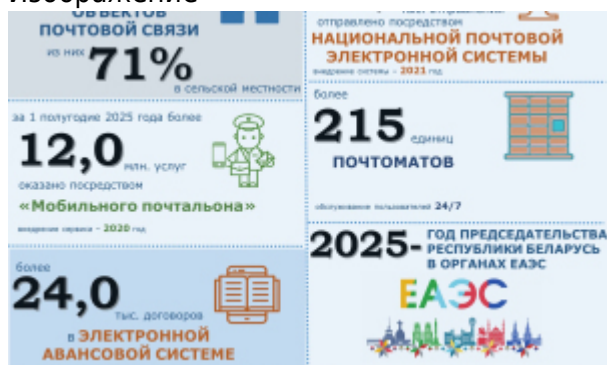 Изображение
ОБЪЕКТОВ
ПОЧТОВОЙ СВЯЗИ
из них 71%
в сельской местности
за 1 полугодие 2025 года более
12,0 млн. услуг
оказано посредством
«Мобильного почтальона»
внедрение сервиса - 2020 год
более
24,0
тыс. договоров
в ЭЛЕКТРОННОЙ
АВАНСОВОЙ СИСТЕМЕ
отправлено посредством
НАЦИОНАЛЬНОЙ ПОЧТОВОЙ
ЭЛЕКТРОННОЙ СИСТЕМЫ
внедрение системы - 2021 год
более
215 единиц
ПОЧТОМАТОВ
обслуживание пользователей 24/7
2025- ГОД ПРЕДСЕДАТЕЛЬСТВА
РЕСПУБЛИКИ БЕЛАРУСЬ
В ОРГАНАХ ЕАЭС
ЕАЭС